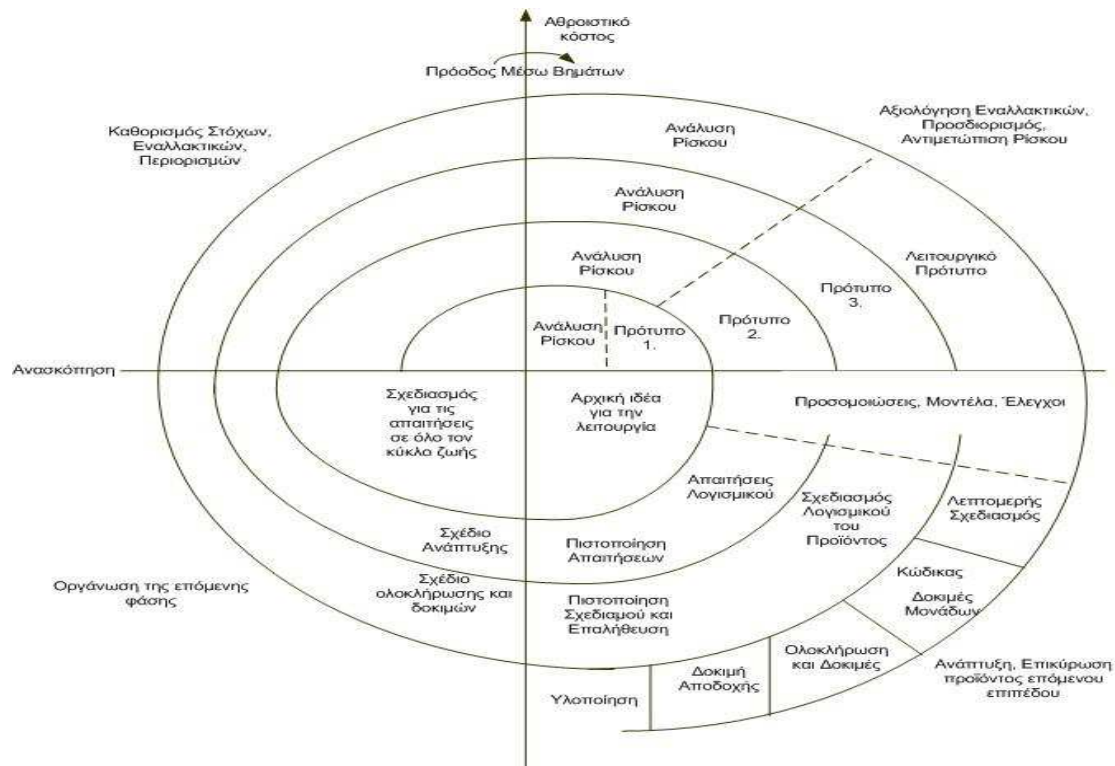 Αθροιστικό
κόστος
Πρόοδος Μέσω Βημάτων
Καθορισμός Στόχων,
Εναλλακτικών,
Περιορισμών
Ανάλυση
Ρίσκου
Αξιολόγηση Εναλλακτικών,
Προσδιορισμός,
Αντιμετώπιση Ρίσκου
Ανάλυση
Ρίσκου
Ανάλυση
Ρίσκου
Λειτουργικό
Πρότυπο
Πρότυπο
3.
Πρότυπο
2.
Ανάλυση
Ρίσκου
Πρότυπο
1.
Ανασκόπηση
Σχεδιασμός
για τις
απαιτήσεις
σε όλο τον
κύκλο ζωής
Αρχική ιδέα
για την
λειτουργία
Προσομοιώσεις, Μοντέλα, Έλεγχοι
Απαιτήσεις
Λογισμικού
Σχεδιασμός
Λογισμικού
του
Προϊόντος
Λεπτομερής
Σχεδιασμός
Σχέδιο
Ανάπτυξης
Πιστοποίηση
Απαιτήσεων
Οργάνωση της επόμενης
φάσης
Σχέδιο
ολοκλήρωσης και
δοκιμών
Πιστοποίηση
Σχεδιαμού και
Επαλήθευση
Κώδικας
Δοκιμές
Μονάδων
Ολοκλήρωση
και Δοκιμές
Δοκιμή
Αποδοχής
Υλοποίηση
Ανάπτυξη, Επικύρωση
προϊόντος επόμενου
επιπέδου